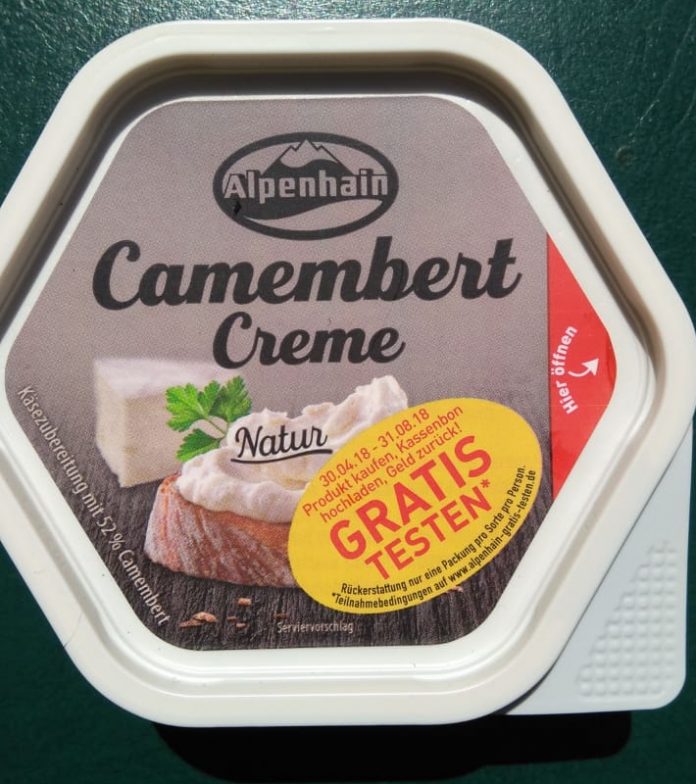 Alpenhain
Camembert
Creme
Hier öffnen
Natur
30.04.18 - 31.08.18
Produkt kaufen, Kassenbon
hochladen, Geld zurück!
GRATIS
TESTEN*
Rückerstattung nur eine Packung pro Sorte pro Person.
*Teilnahmebedingungen auf www.alpenhain-gratis-testen.de
Käsezubereitung mit 52% Camembert
Serviervorschlag